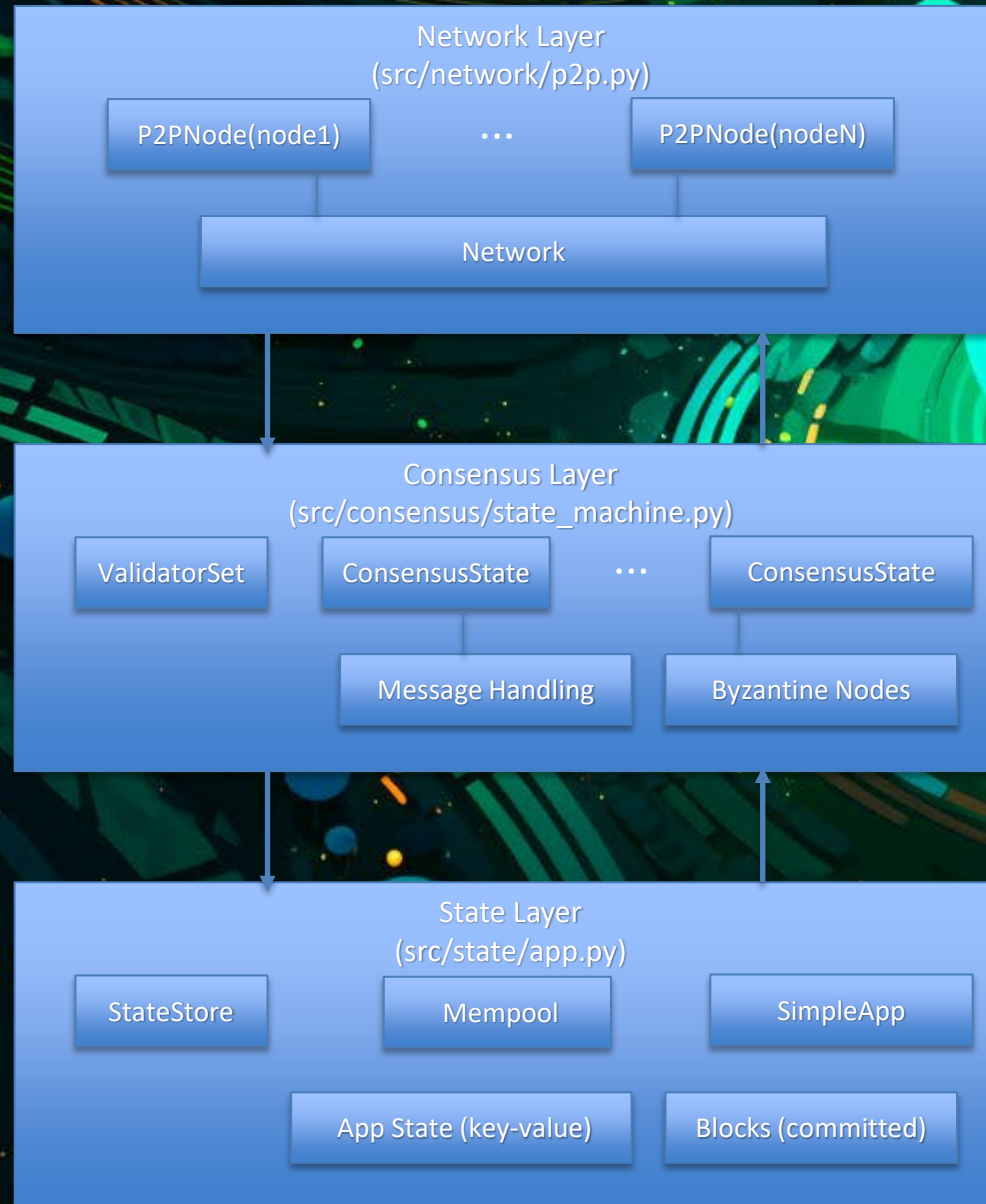 Network Layer
(src/network/p2p.py)
P2PNode(node1)
...
P2PNode(nodeN)
Network
Consensus Layer
(src/consensus/state_machine.py)
ValidatorSet
ConsensusState
...
ConsensusState
Message Handling
Byzantine Nodes
State Layer
(src/state/app.py)
StateStore
Mempool
SimpleApp
App State (key-value)
Blocks (committed)